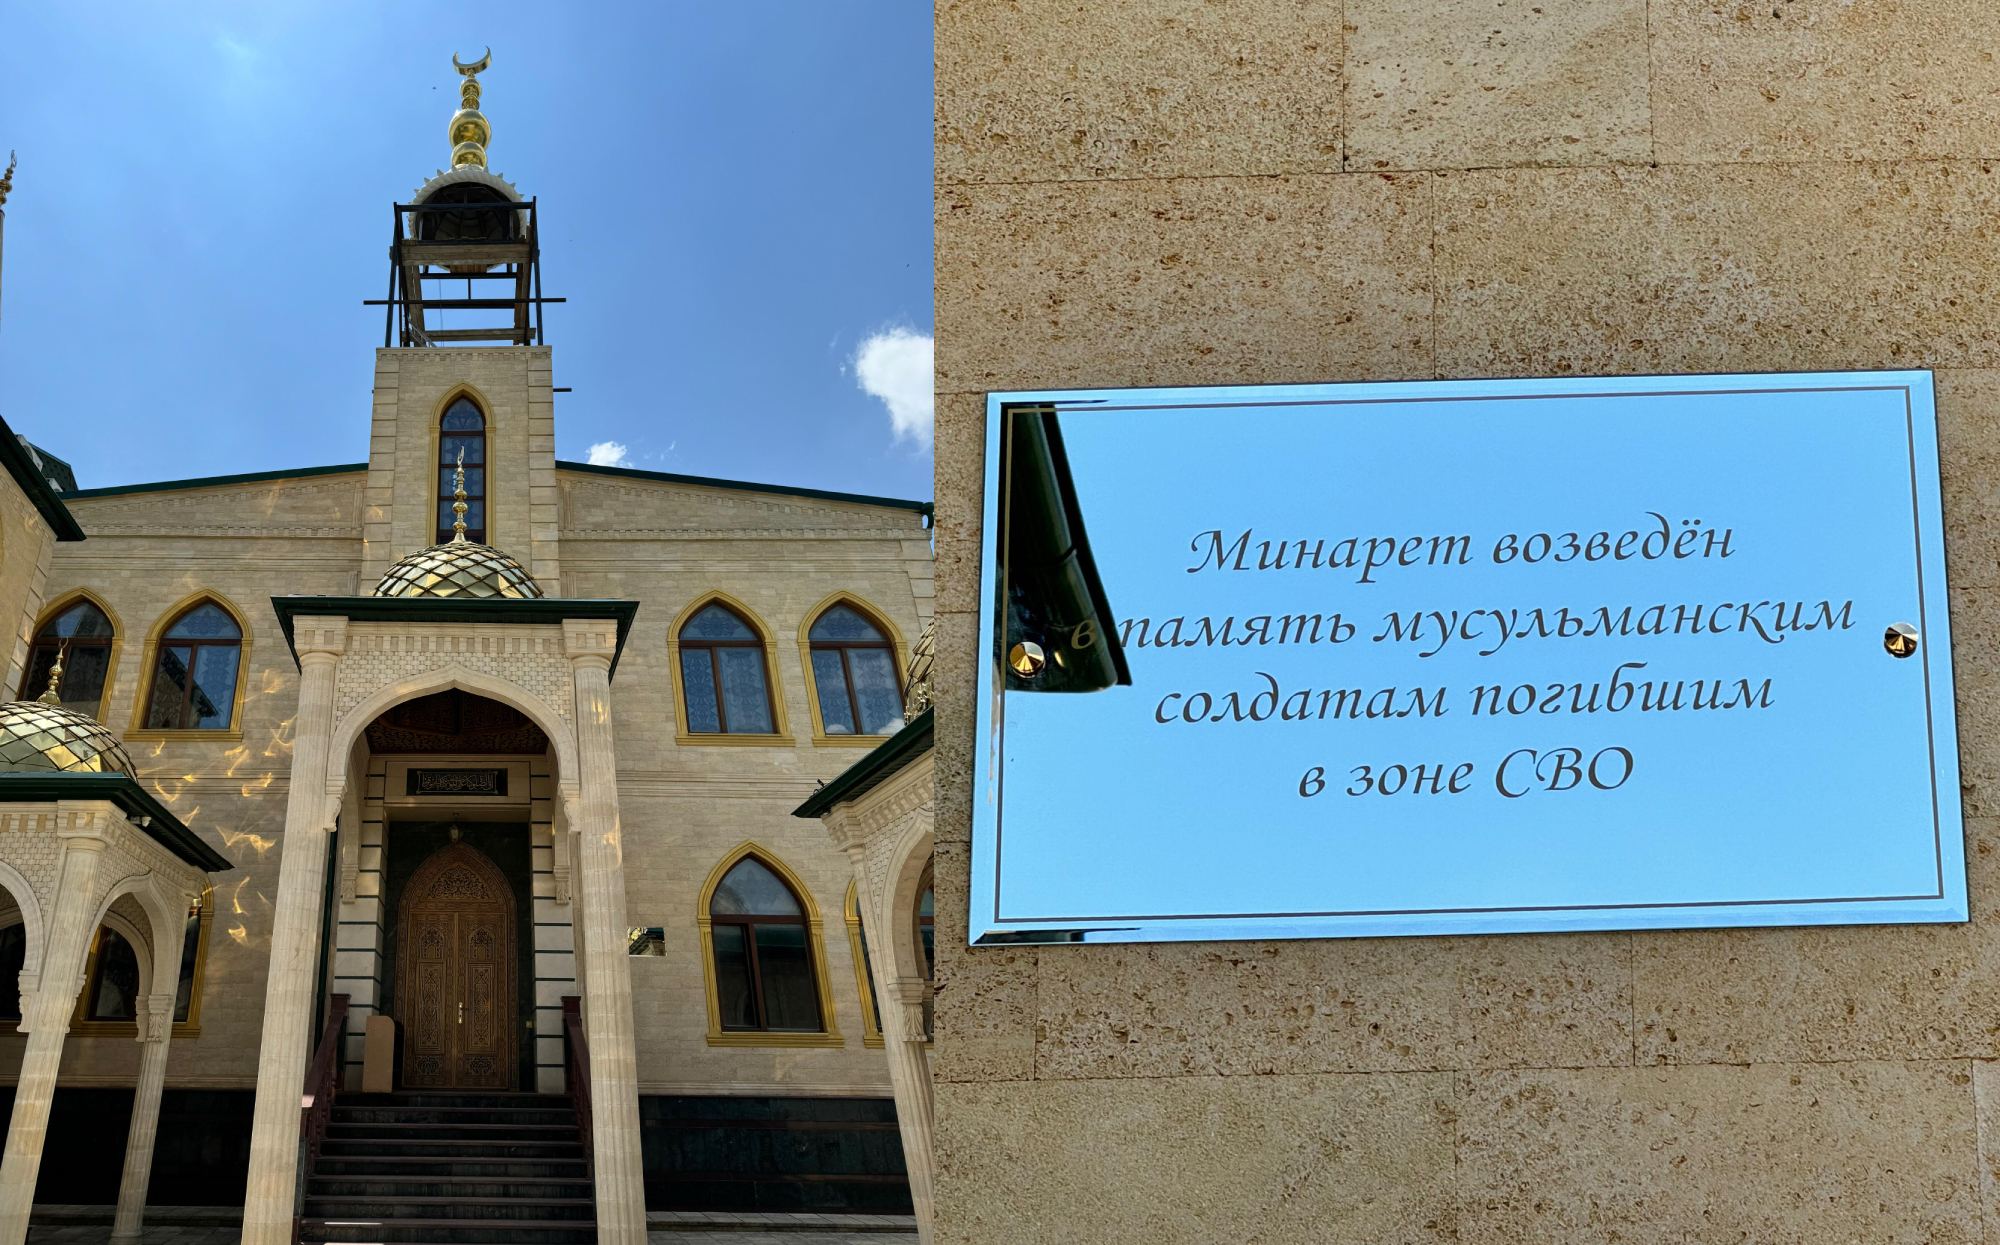 Минарет возведён
в память мусульманским
солдатам погибшим
в зоне СВО